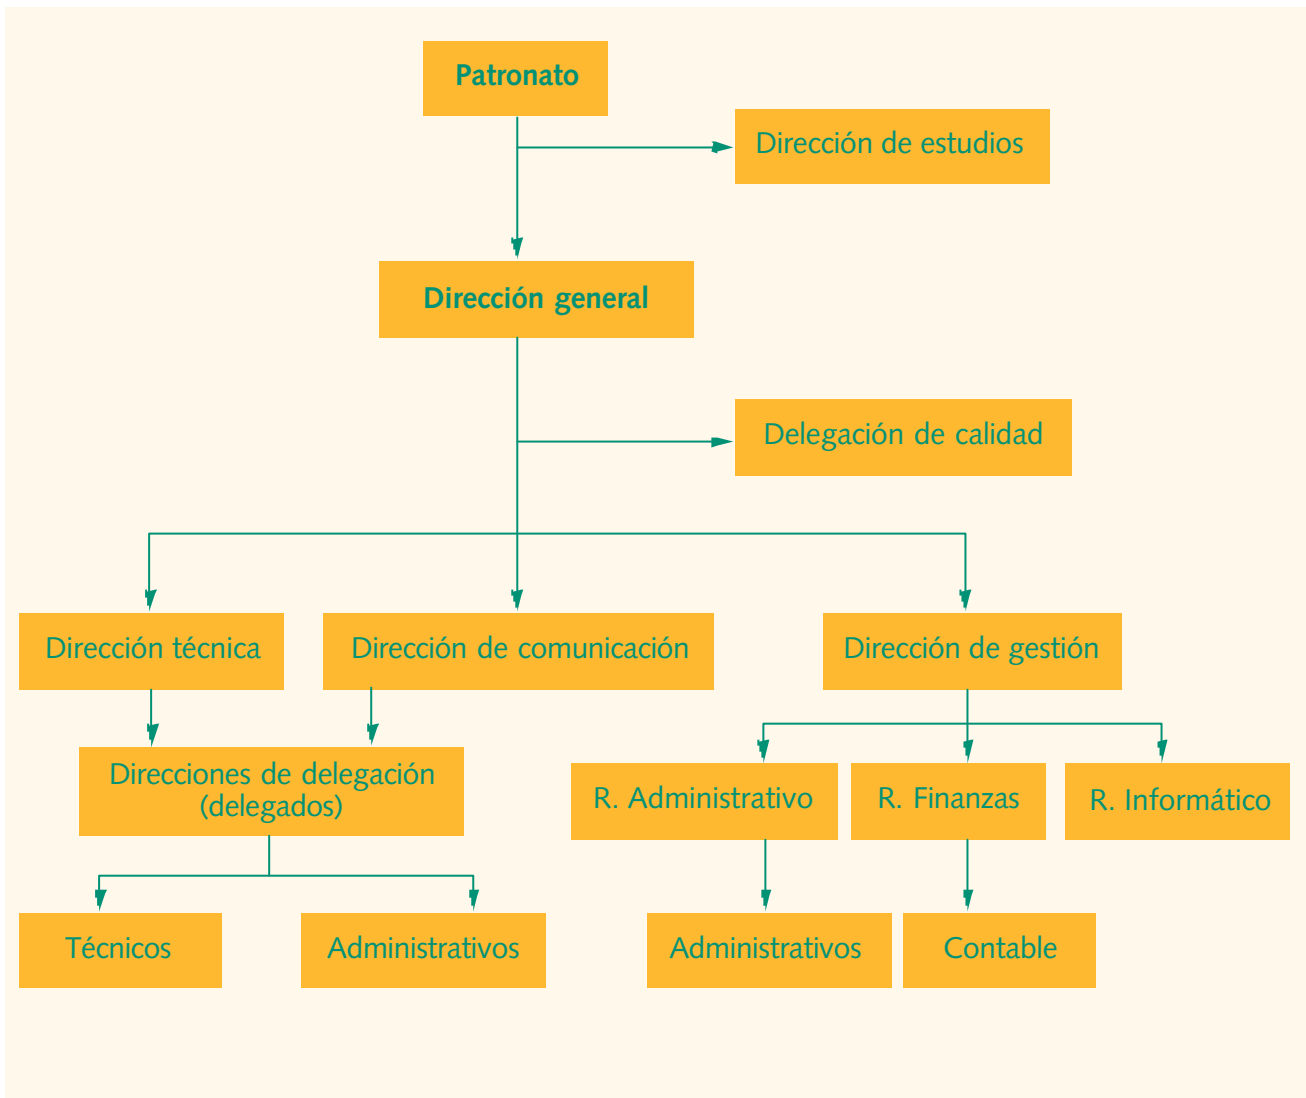 Patronato
Dirección de estudios
Dirección general
Delegación de calidad
Dirección técnica
Dirección de comunicación
Dirección de gestión
Direcciones de delegación
(delegados)
R. Administrativo
R. Finanzas
R. Informático
Técnicos
Administrativos
Administrativos
Contable